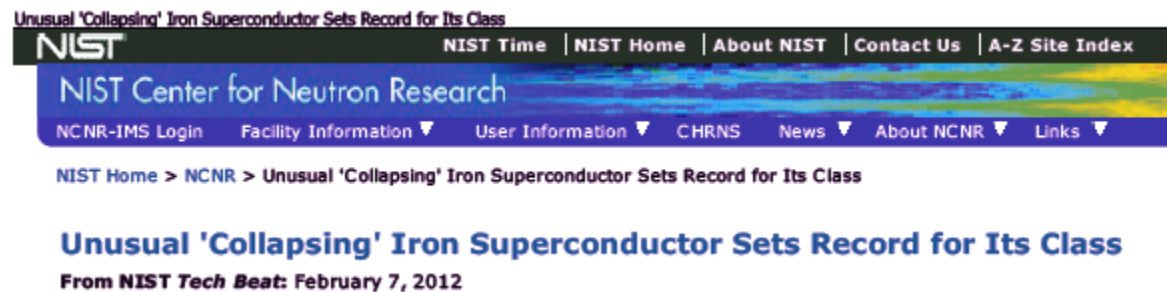 Unusual 'Collapsing' Iron Superconductor Sets Record for Its Class
NIST NIST Time | NIST Home | About NIST | Contact Us | A-Z Site Index
NIST Center for Neutron Research
NCNR-IMS Login Facility Information ▼ User Information ▼ CHRNS News ▼ About NCNR ▼ Links ▼
NIST Home > NCNR > Unusual 'Collapsing' Iron Superconductor Sets Record for Its Class
Unusual 'Collapsing' Iron Superconductor Sets Record for Its Class
From NIST Tech Beat: February 7, 2012